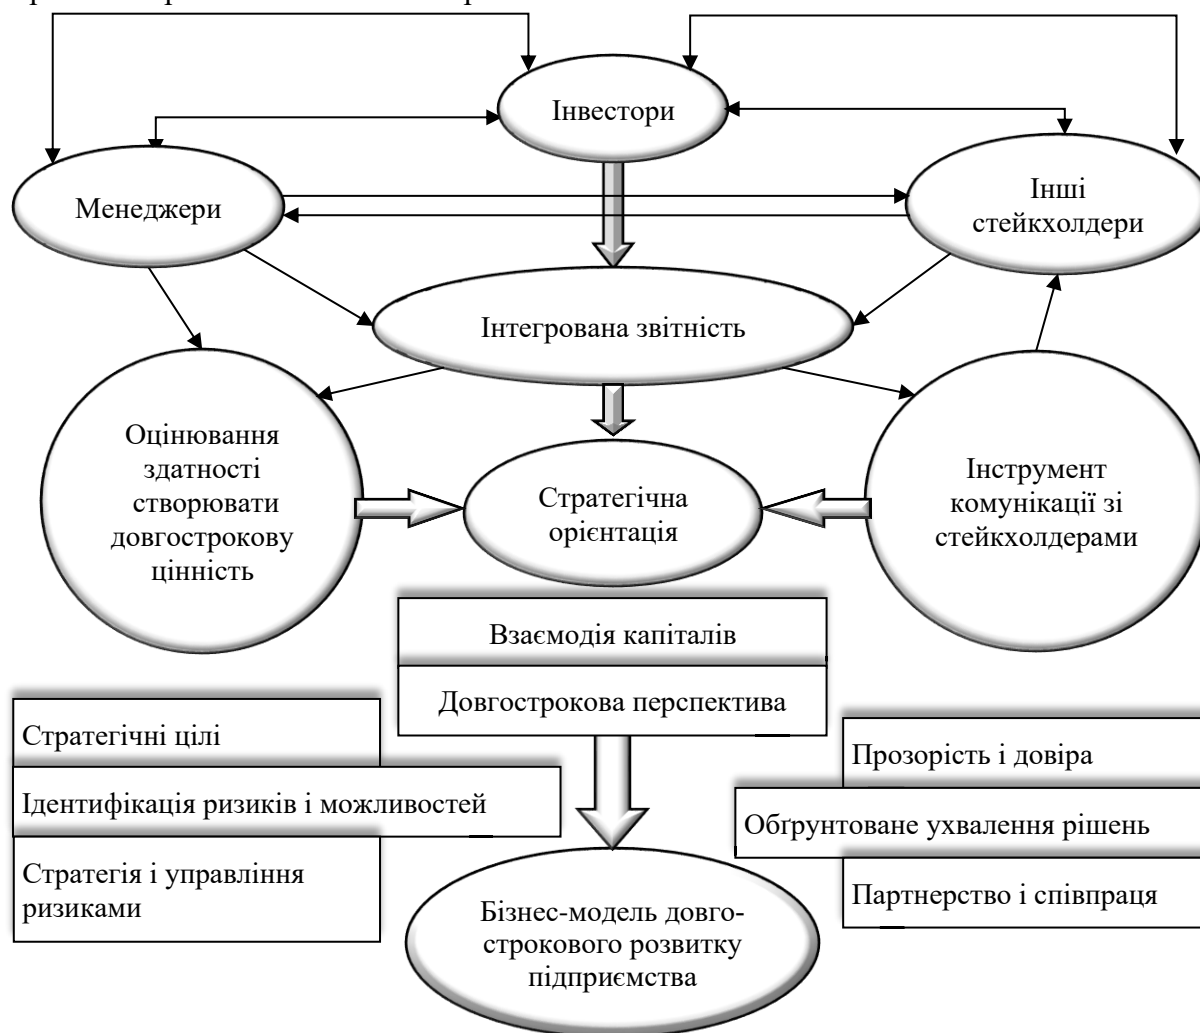 Інвестори
Менеджери
Інші
стейкхолдери
Інтегрована звітність
Оцінювання
здатності
створювати
довгострокову
цінність
Стратегічна
орієнтація
Інструмент
комунікації зі
стейкхолдерами
Взаємодія капіталів
Довгострокова перспектива
Стратегічні цілі
Ідентифікація ризиків і можливостей
Стратегія і управління
ризиками
Прозорість і довіра
Обґрунтоване ухвалення рішень
Партнерство і співпраця
Бізнес-модель довго-
строкового розвитку
підприємства